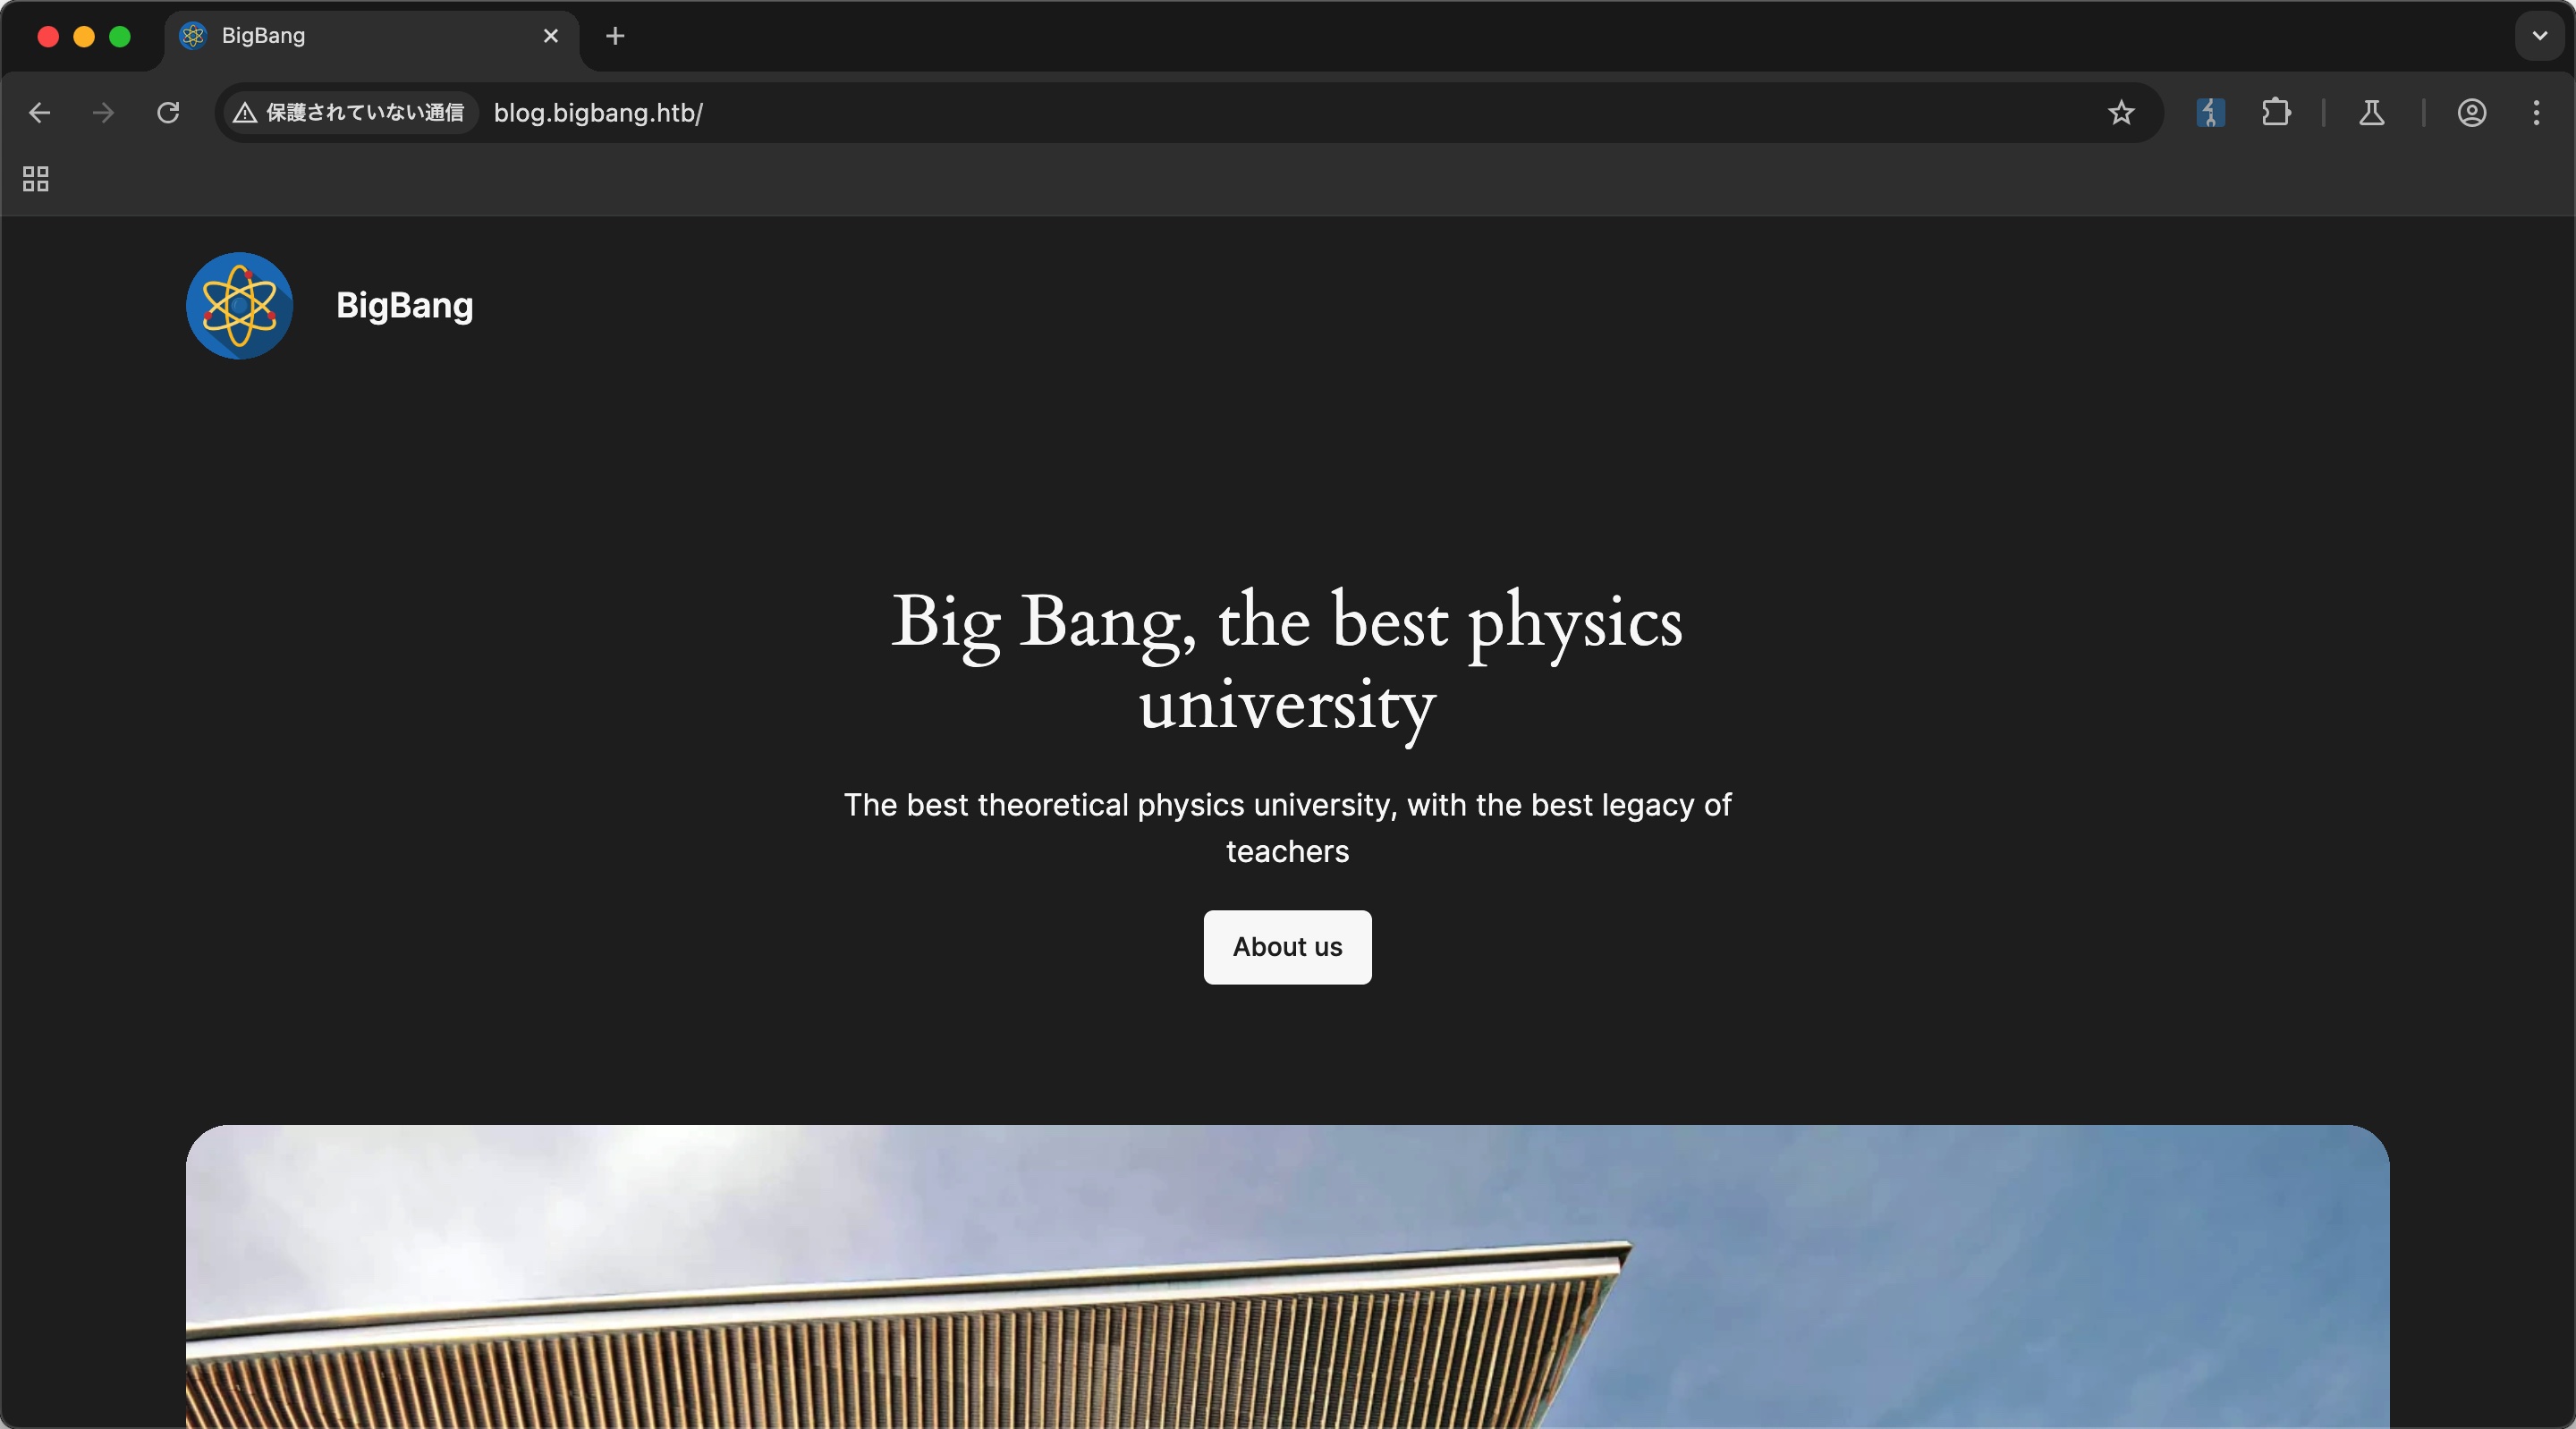 BigBang
保護されていない通信 blog.bigbang.htb/
BigBang
Big Bang, the best physics
university
The best theoretical physics university, with the best legacy of
teachers
About us